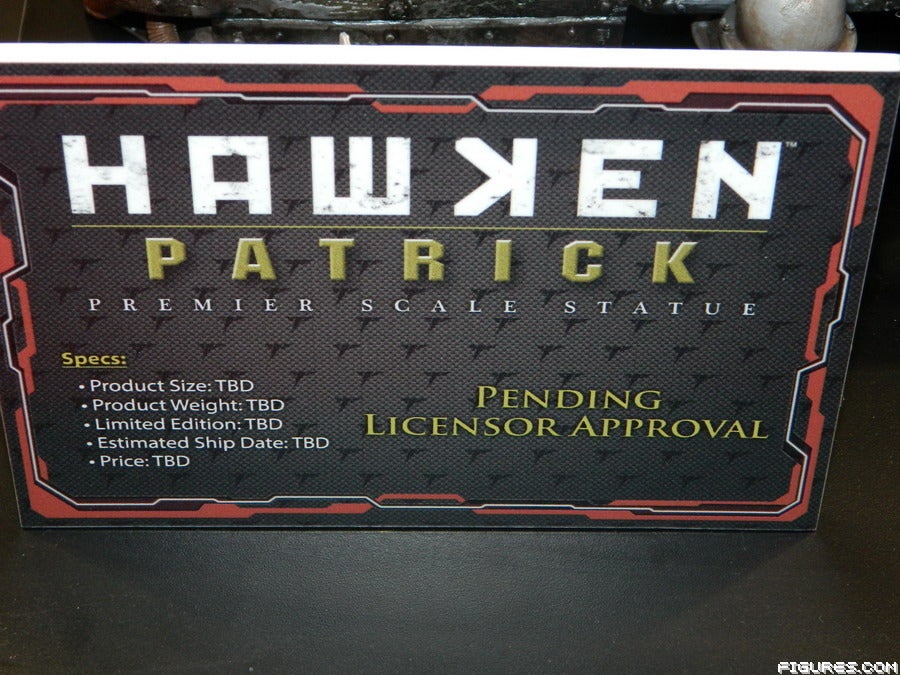 HAWKEN™
PATRICK
PREMIER SCALE STATUE
Specs:
• Product Size: TBD
• Product Weight: TBD
• Limited Edition: TBD
• Estimated Ship Date: TBD
• Price: TBD
PENDING
LICENSOR APPROVAL
FIGURES.COM